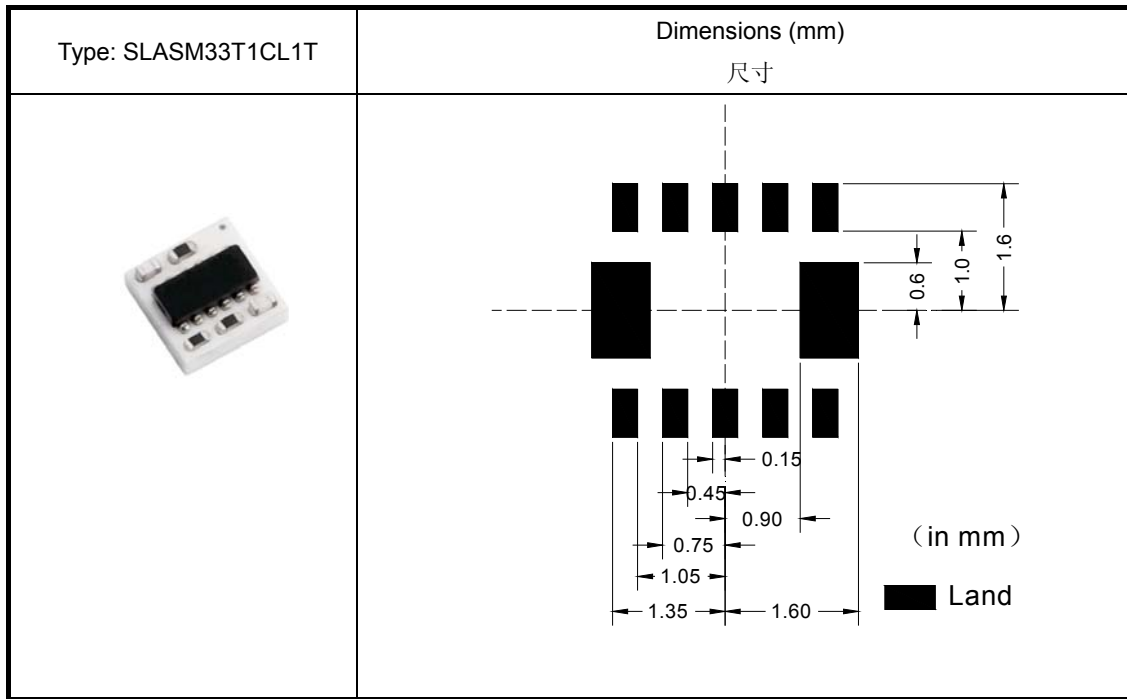 Type: SLASM33T1CL1T
Dimensions (mm)
尺寸
1.6
1.0
0.6
0.15
0.45
0.90
0.75
1.05
1.35
1.60
（in mm）
Land